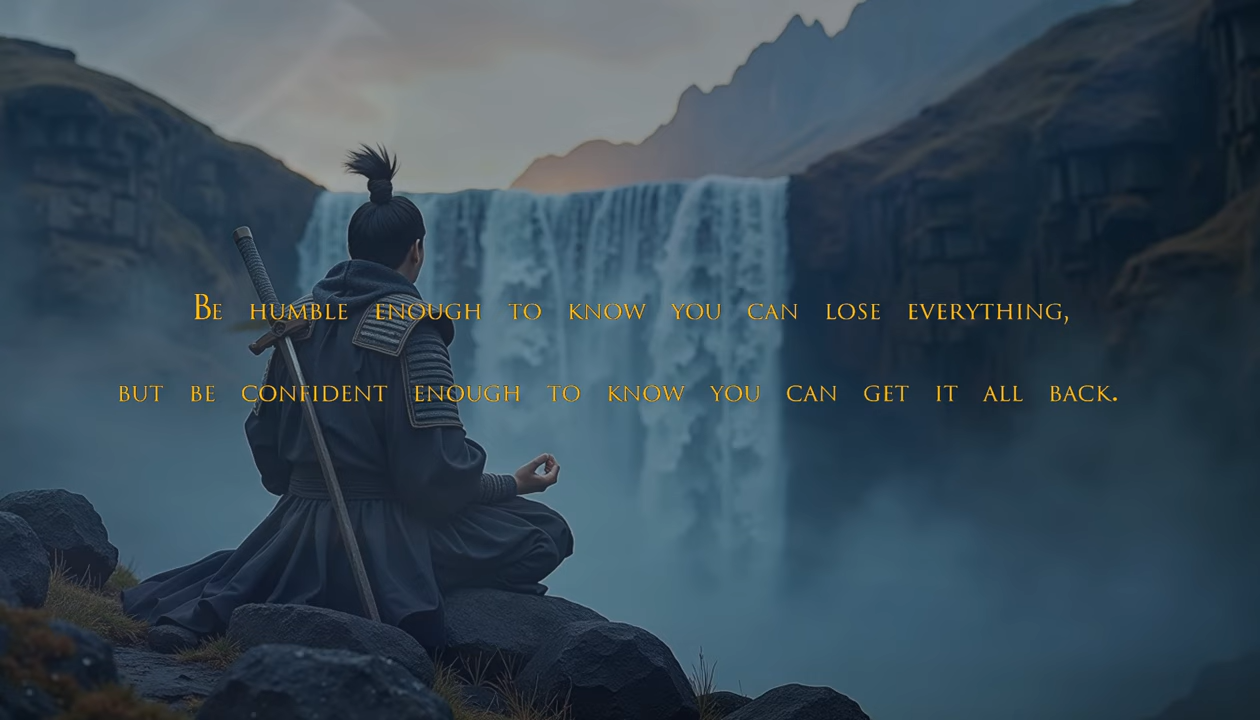 Be humble enough to know you can lose everything,
but be confident enough to know you can get it all back.